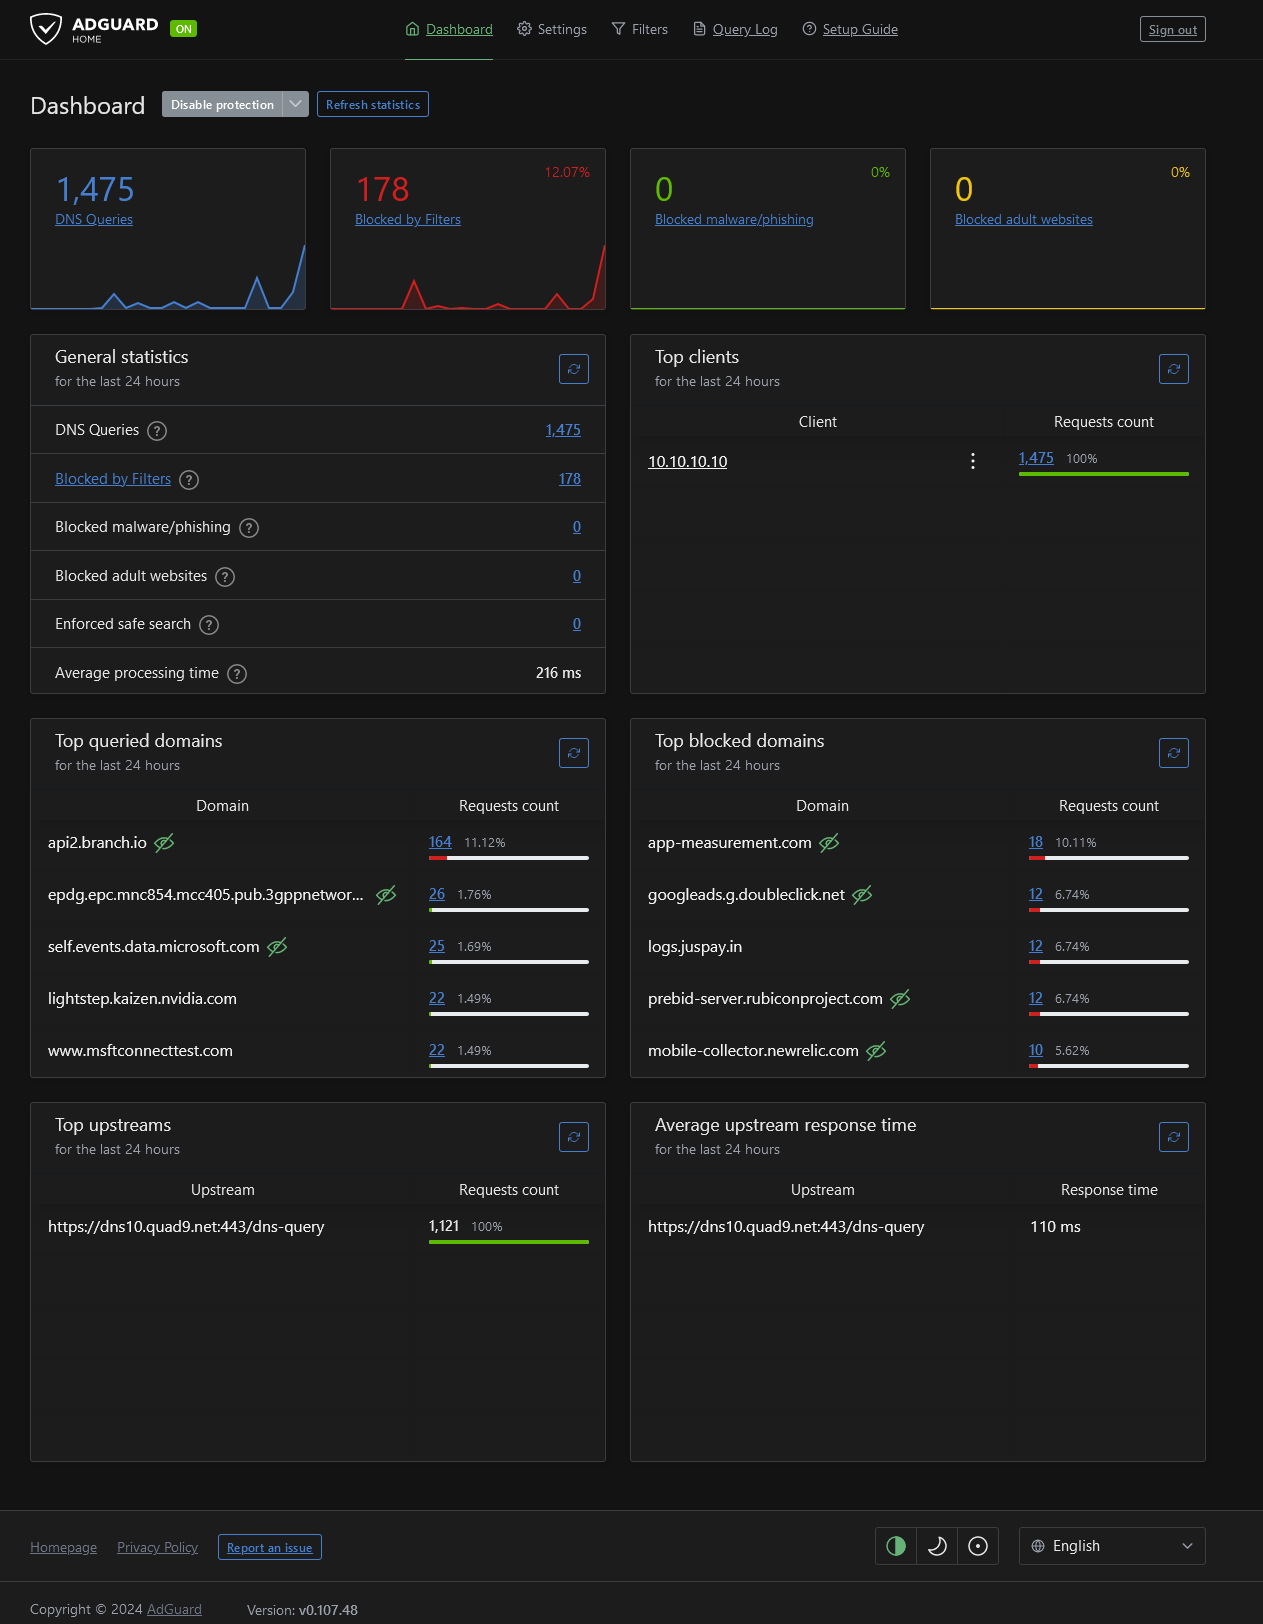 ADGUARD
HOME
ON
Dashboard
Settings
Filters
Query Log
Setup Guide
Sign out
Dashboard
Disable protection
Refresh statistics
1,475
DNS Queries
178
12.07%
Blocked by Filters
0
0%
Blocked malware/phishing
0
0%
Blocked adult websites
General statistics
for the last 24 hours
DNS Queries ? 1,475
Blocked by Filters ? 178
Blocked malware/phishing ? 0
Blocked adult websites ? 0
Enforced safe search ? 0
Average processing time ? 216 ms
Top clients
for the last 24 hours
Client Requests count
10.10.10.10 1,475 100%
Top queried domains
for the last 24 hours
Domain Requests count
api2.branch.io 164 11.12%
epdg.epc.mnc854.mcc405.pub.3gppnetwor... 26 1.76%
self.events.data.microsoft.com 25 1.69%
lightstep.kaizen.nvidia.com 22 1.49%
www.msftconnecttest.com 22 1.49%
Top blocked domains
for the last 24 hours
Domain Requests count
app-measurement.com 18 10.11%
googleads.g.doubleclick.net 12 6.74%
logs.juspay.in 12 6.74%
prebid-server.rubiconproject.com 12 6.74%
mobile-collector.newrelic.com 10 5.62%
Top upstreams
for the last 24 hours
Upstream Requests count
https://dns10.quad9.net:443/dns-query 1,121 100%
Average upstream response time
for the last 24 hours
Upstream Response time
https://dns10.quad9.net:443/dns-query 110 ms
Homepage
Privacy Policy
Report an issue
English
Copyright © 2024 AdGuard
Version: v0.107.48